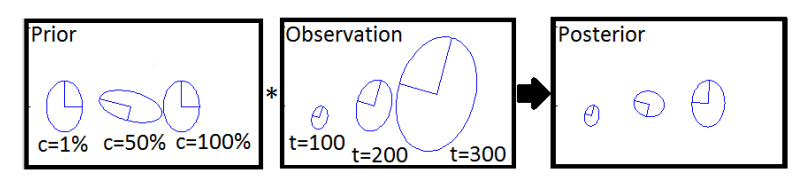 Prior
c=1%
c=50%
c=100%
*
Observation
t=100
t=200
t=300
Posterior